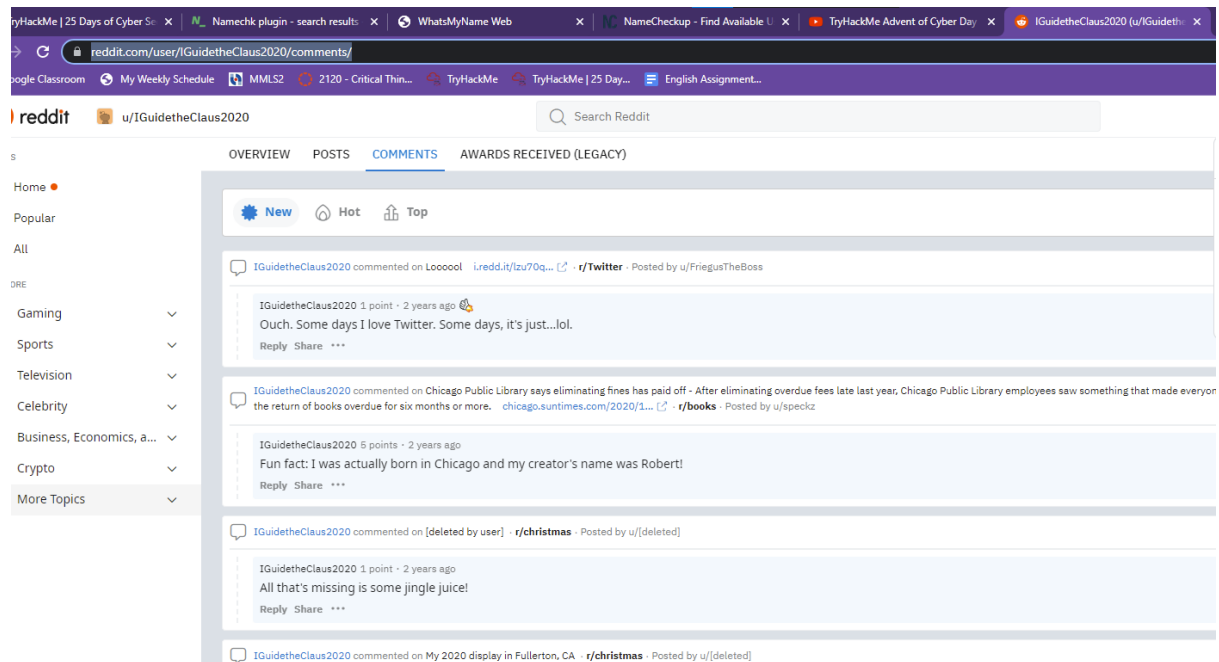 ryHackMe | 25 Days of Cyber Se
Namechk plugin - search results
WhatsMyName Web
NameCheckup - Find Available U
TryHackMe Advent of Cyber Day
IGuidetheClaus2020 (u/IGuidethe
reddit.com/user/IGuidetheClaus2020/comments/
oogle Classroom My Weekly Schedule MMLS2 2120 - Critical Thin... TryHackMe TryHackMe | 25 Day... English Assignment...
reddit u/IGuidetheClaus2020 Search Reddit
OVERVIEW POSTS COMMENTS AWARDS RECEIVED (LEGACY)
S
Home
Popular
All
ORE
Gaming
Sports
Television
Celebrity
Business, Economics, a...
Crypto
More Topics
New Hot Top
IGuidetheClaus2020 commented on Loooool i.redd.it/lzu70q... · r/Twitter · Posted by u/FriegusTheBoss
IGuidetheClaus2020 1 point · 2 years ago
Ouch. Some days I love Twitter. Some days, it's just...lol.
Reply Share ···
IGuidetheClaus2020 commented on Chicago Public Library says eliminating fines has paid off - After eliminating overdue fees late last year, Chicago Public Library employees saw something that made everyon
the return of books overdue for six months or more. chicago.suntimes.com/2020/1... · r/books · Posted by u/speckz
IGuidetheClaus2020 5 points · 2 years ago
Fun fact: I was actually born in Chicago and my creator's name was Robert!
Reply Share ···
IGuidetheClaus2020 commented on [deleted by user] · r/christmas · Posted by u/[deleted]
IGuidetheClaus2020 1 point · 2 years ago
All that's missing is some jingle juice!
Reply Share ···
IGuidetheClaus2020 commented on My 2020 display in Fullerton, CA · r/christmas · Posted by u/[deleted]